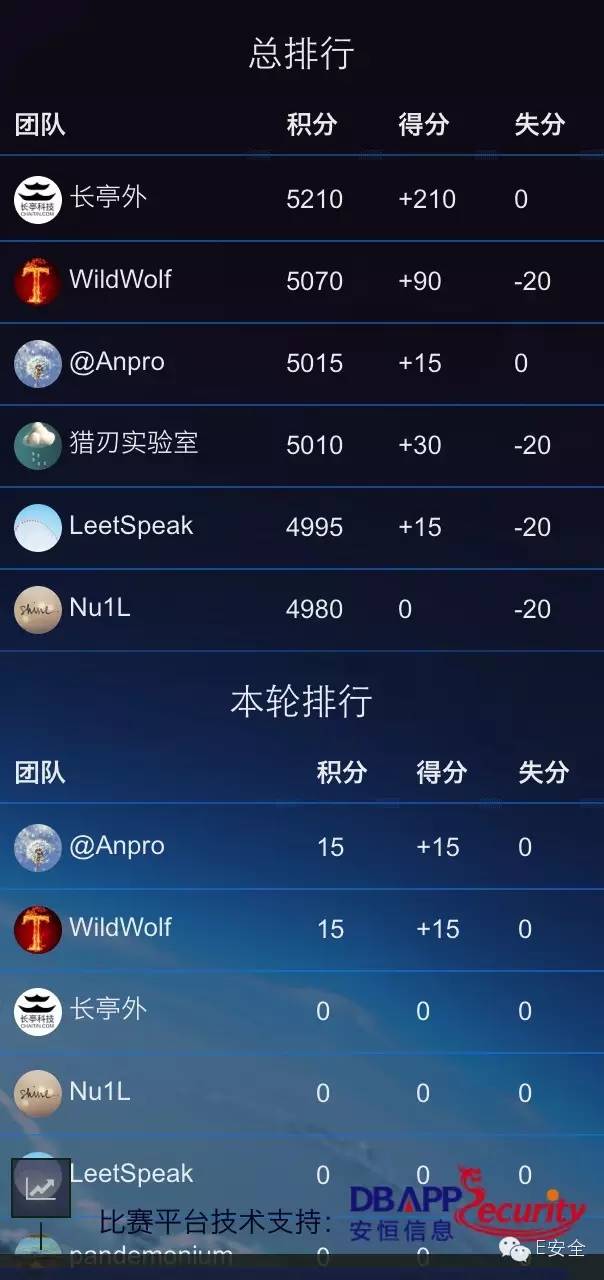 总排行
团队 积分 得分 失分
长亭科技
CHAITIN.COM
长亭外 5210 +210 0
WildWolf 5070 +90 -20
@Anpro 5015 +15 0
猎刃实验室 5010 +30 -20
LeetSpeak 4995 +15 -20
shine
Nu1L 4980 0 -20
本轮排行
团队 积分 得分 失分
@Anpro 15 +15 0
WildWolf 15 +15 0
长亭科技
CHAITIN.COM
长亭外 0 0 0
shine
Nu1L 0 0 0
LeetSpeak 0 0 0
比赛平台技术支持：
DBAPPSecurity
安恒信息
E安全
pandemonium 0 0 0